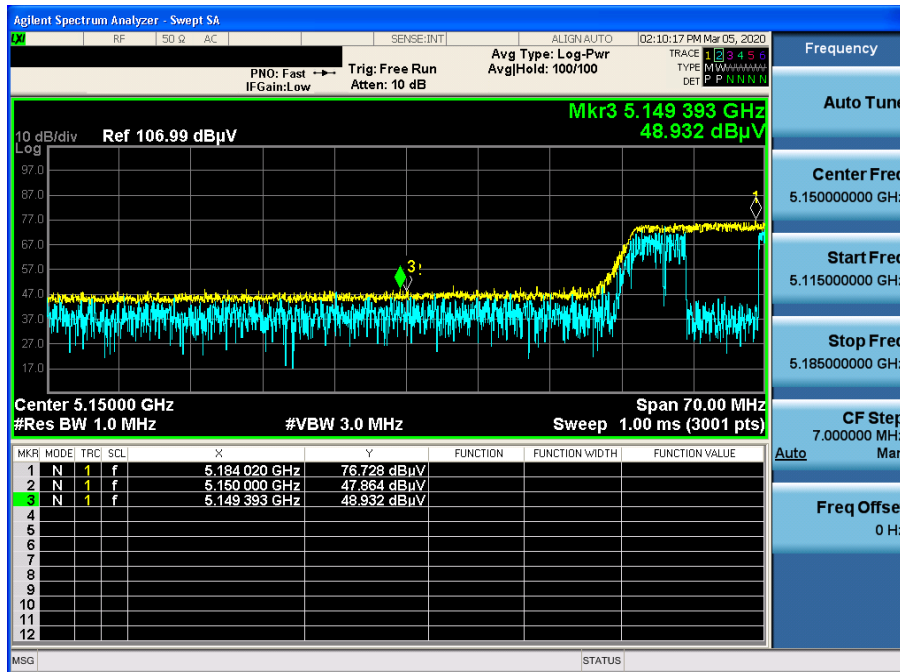 Agilent Spectrum Analyzer - Swept SA
LXI RF 50 Ω AC SENSE:INT ALIGN AUTO 02:10:17 PM Mar 05, 2020
PNO: Fast Trig: Free Run Avg Type: Log-Pwr TRACE 1 2 3 4 5 6
IFGain:Low Atten: 10 dB Avg|Hold: 100/100 TYPE M W W W W W
DET P P N N N N
Mkr3 5.149 393 GHz
48.932 dBµV
10 dB/div Ref 106.99 dBµV
Log
97.0
87.0
77.0
67.0
57.0
47.0
37.0
27.0
17.0
1
3
Center 5.15000 GHz Span 70.00 MHz
#Res BW 1.0 MHz #VBW 3.0 MHz Sweep 1.00 ms (3001 pts)
MKR MODE TRC SCL X Y FUNCTION FUNCTION WIDTH FUNCTION VALUE
1 N 1 f 5.184 020 GHz 76.728 dBµV
2 N 1 f 5.150 000 GHz 47.864 dBµV
3 N 1 f 5.149 393 GHz 48.932 dBµV
4
5
6
7
8
9
10
11
12
MSG STATUS
Frequency
Auto Tune
Center Freq
5.150000000 GHz
Start Freq
5.115000000 GHz
Stop Freq
5.185000000 GHz
CF Step
7.000000 MHz
Auto Man
Freq Offset
0 Hz